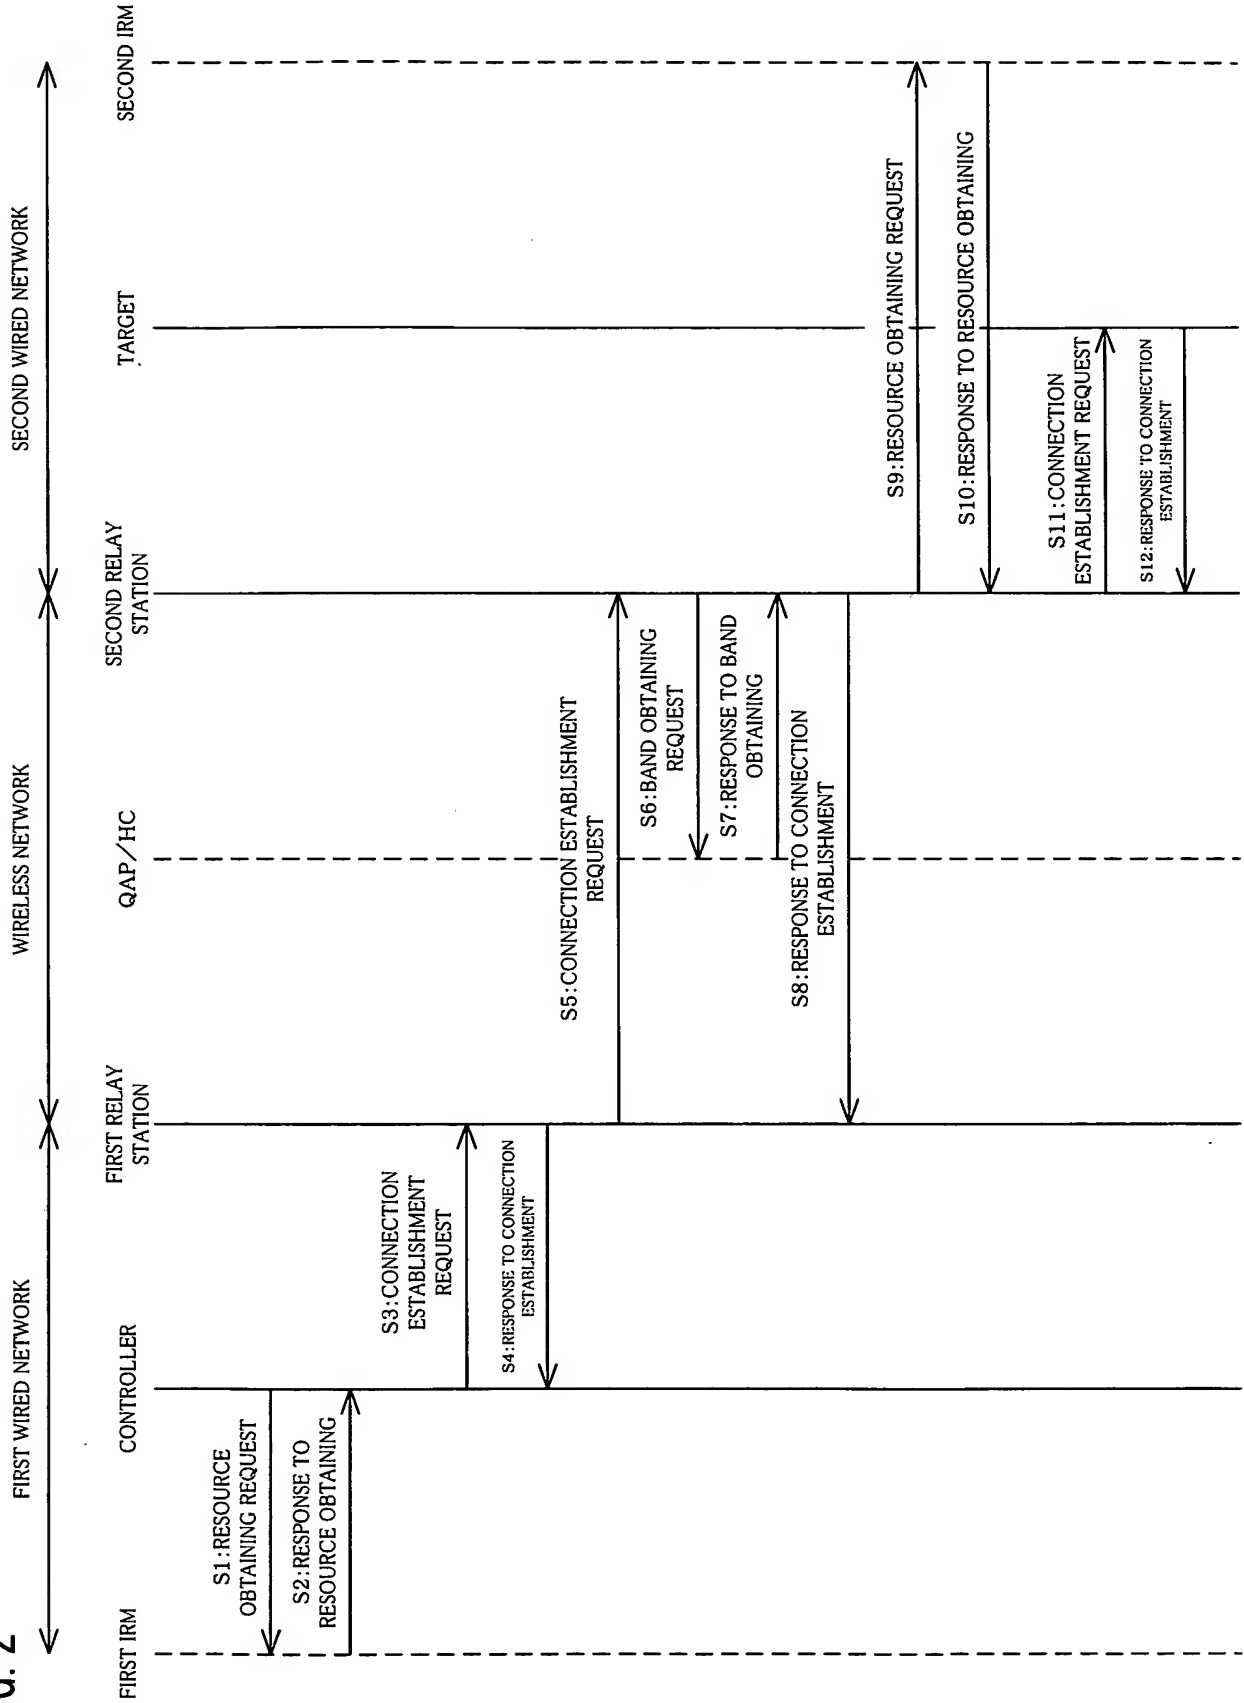 FIRST WIRED NETWORK
WIRELESS NETWORK
SECOND WIRED NETWORK
FIRST IRM
CONTROLLER
FIRST RELAY
STATION
QAP/HC
SECOND RELAY
STATION
TARGET
SECOND IRM
S1:RESOURCE
OBTAINING REQUEST
S2:RESPONSE TO
RESOURCE OBTAINING
S3:CONNECTION
ESTABLISHMENT
REQUEST
S4:RESPONSE TO CONNECTION
ESTABLISHMENT
S5:CONNECTION ESTABLISHMENT
REQUEST
S6:BAND OBTAINING
REQUEST
S7:RESPONSE TO BAND
OBTAINING
S8:RESPONSE TO CONNECTION
ESTABLISHMENT
S9:RESOURCE OBTAINING REQUEST
S10:RESPONSE TO RESOURCE OBTAINING
S11:CONNECTION
ESTABLISHMENT REQUEST
S12:RESPONSE TO CONNECTION
ESTABLISHMENT